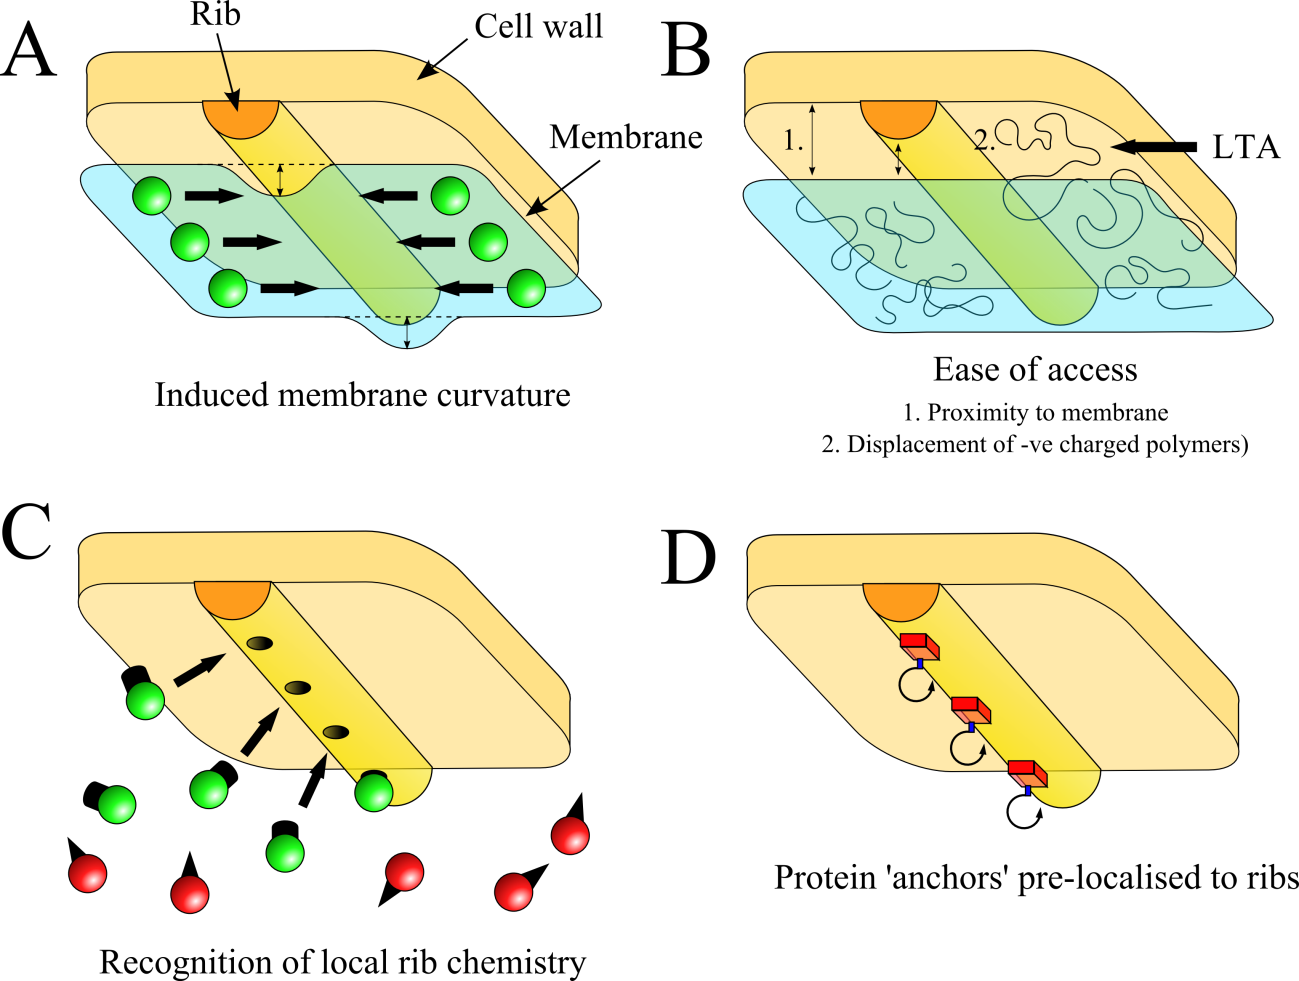 A
Rib
Cell wall
Membrane
Induced membrane curvature
B
1.
2.
LTA
Ease of access
1. Proximity to membrane
2. Displacement of -ve charged polymers)
C
Recognition of local rib chemistry
D
Protein 'anchors' pre-localised to ribs